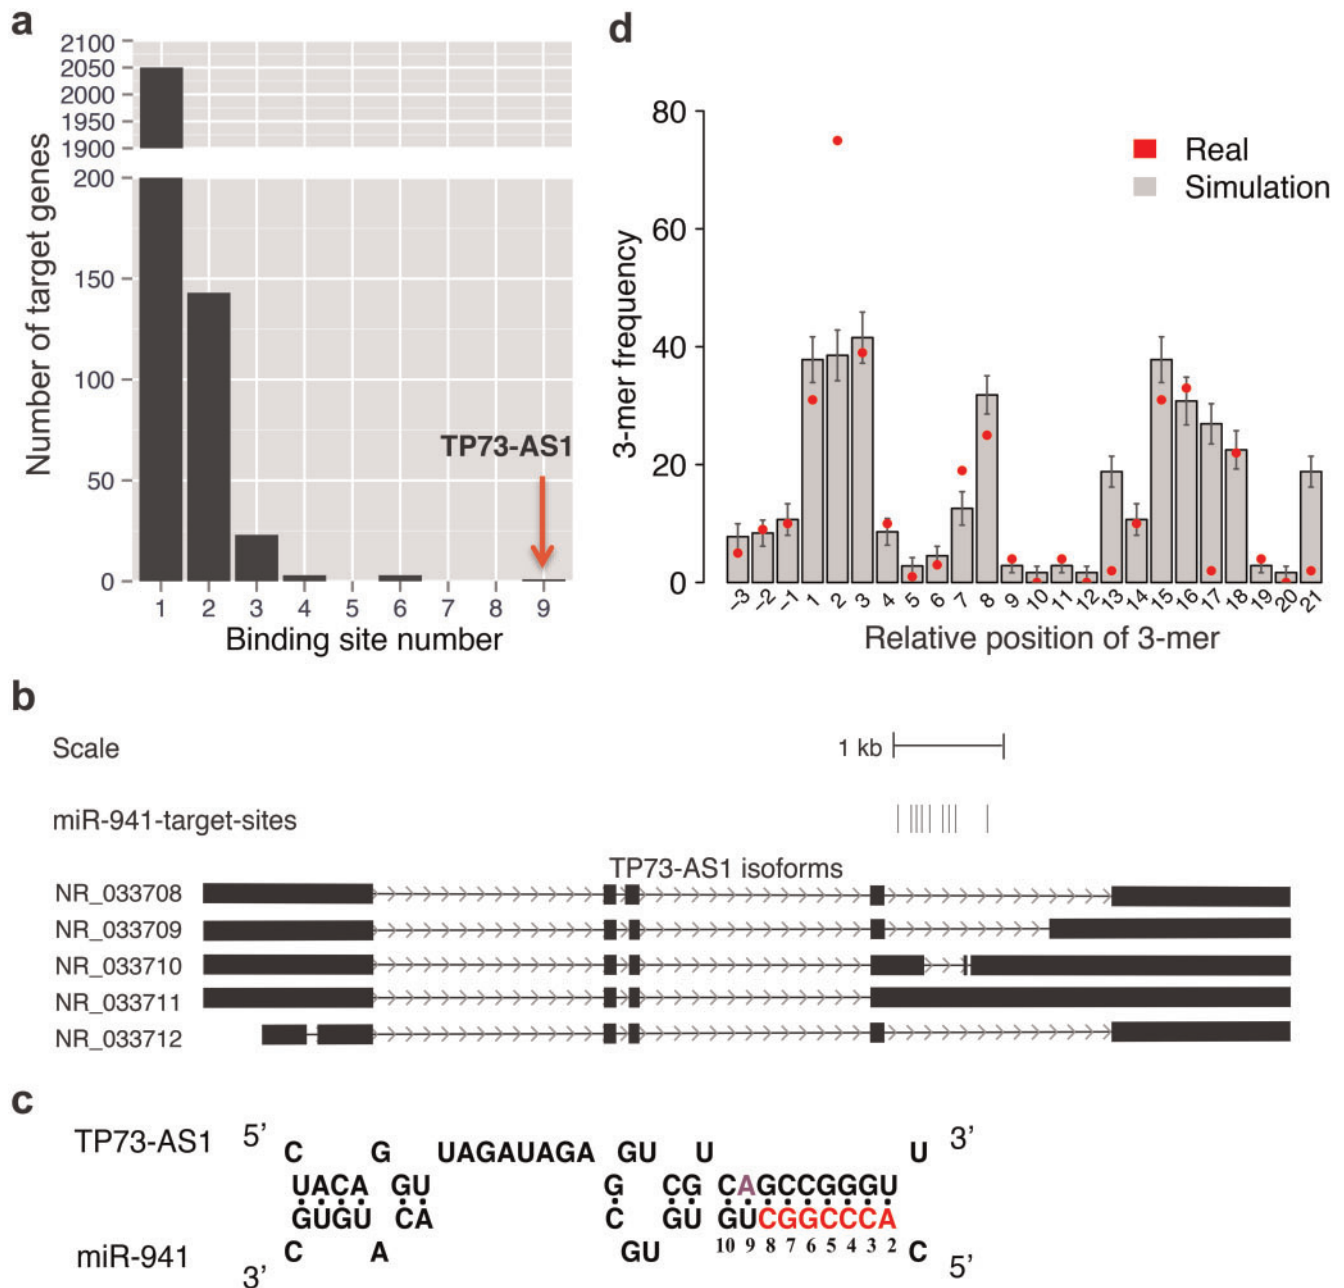 a
Number of target genes
2100
2050
2000
1950
1900
200
150
100
50
0
TP73-AS1
1 2 3 4 5 6 7 8 9
Binding site number
d
3-mer frequency
80
60
40
20
0
Real
Simulation
-3 -2 -1 1 2 3 4 5 6 7 8 9 10 11 12 13 14 15 16 17 18 19 20 21
Relative position of 3-mer
b
Scale
1 kb
miR-941-target-sites
TP73-AS1 isoforms
NR_033708
NR_033709
NR_033710
NR_033711
NR_033712
c
TP73-AS1 5' C G UAGAUAGA GU U U 3'
UACA GU G CG CAGCCGGGU
GUGU CA C GU GUCGGCCCA
10 9 8 7 6 5 4 3 2
miR-941 3' C A GU C 5'